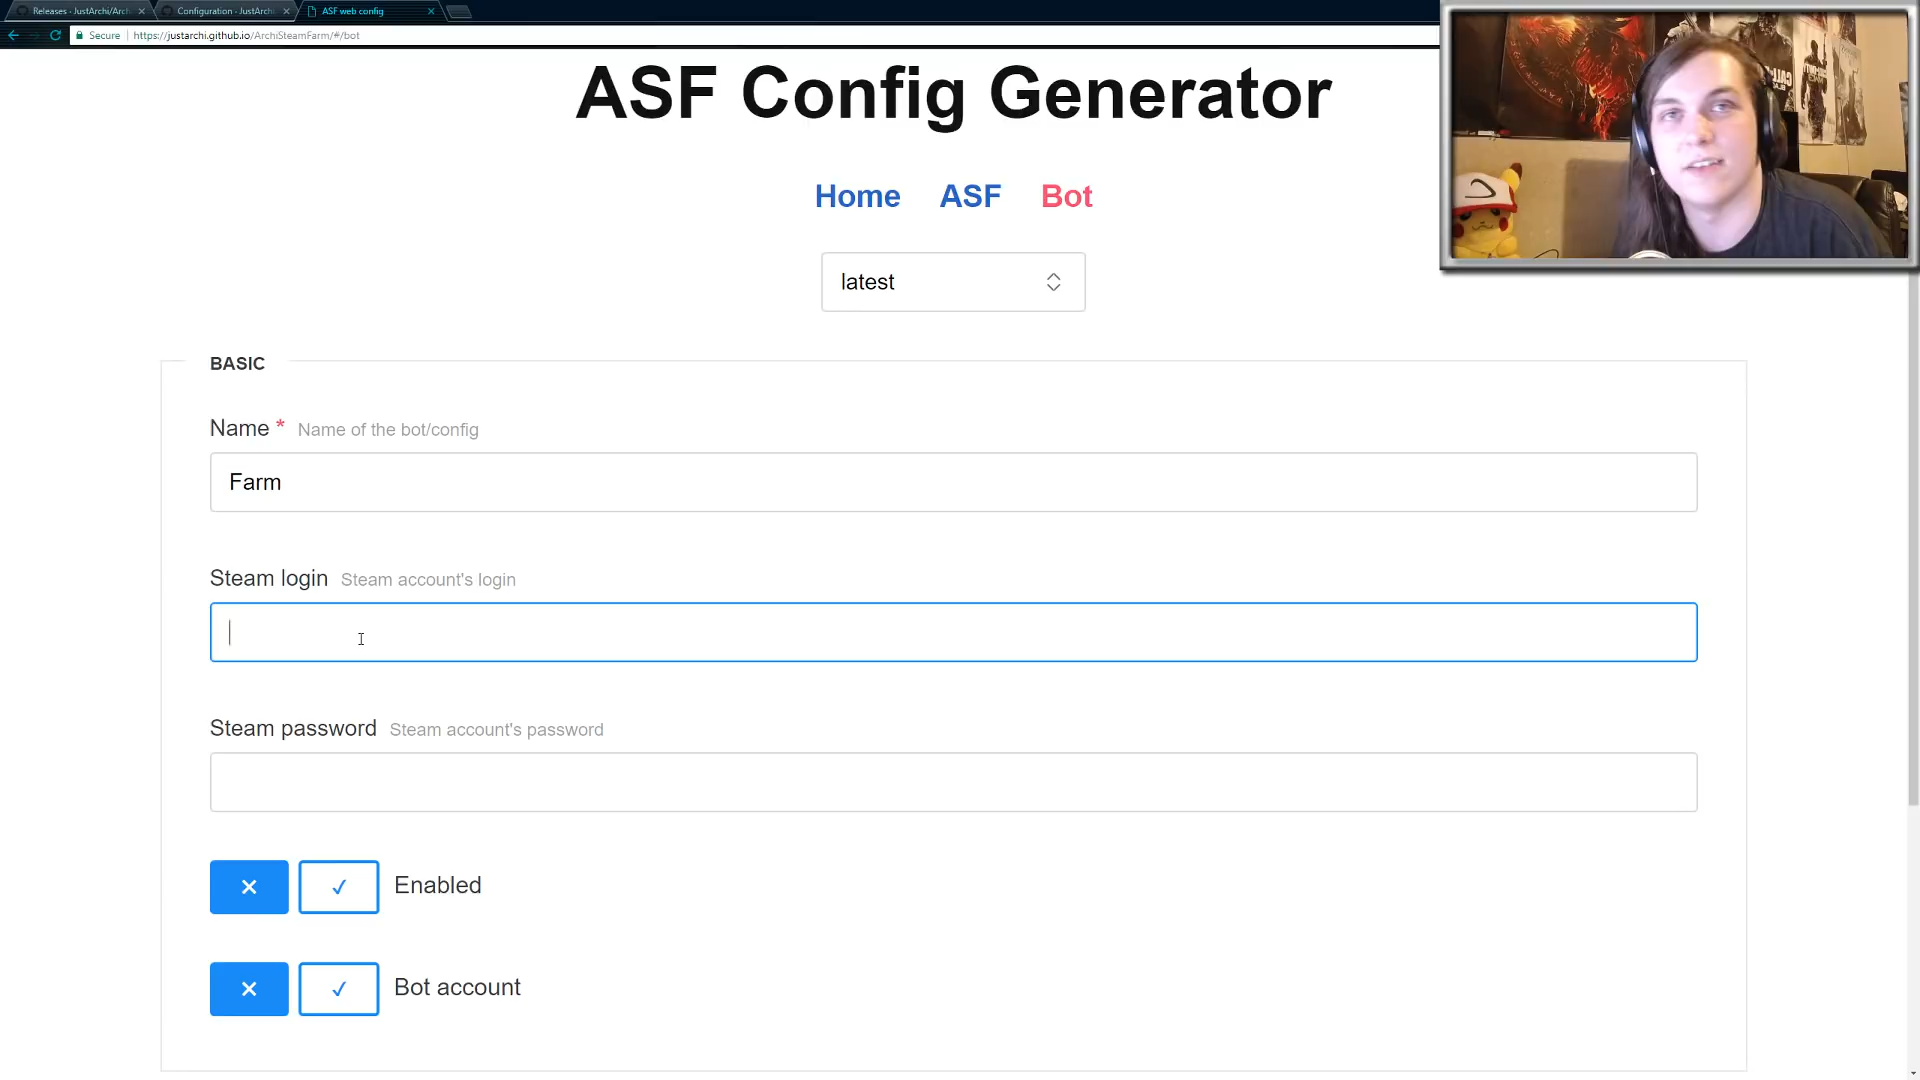 Releases · JustArchi/Arch
Configuration · JustArch
ASF web config
Secure
https://justarchi.github.io/ArchiSteamFarm/#/bot
ASF Config Generator
Home ASF Bot
latest
BASIC
Name * Name of the bot/config
Farm
Steam login Steam account's login
Steam password Steam account's password
Enabled
Bot account